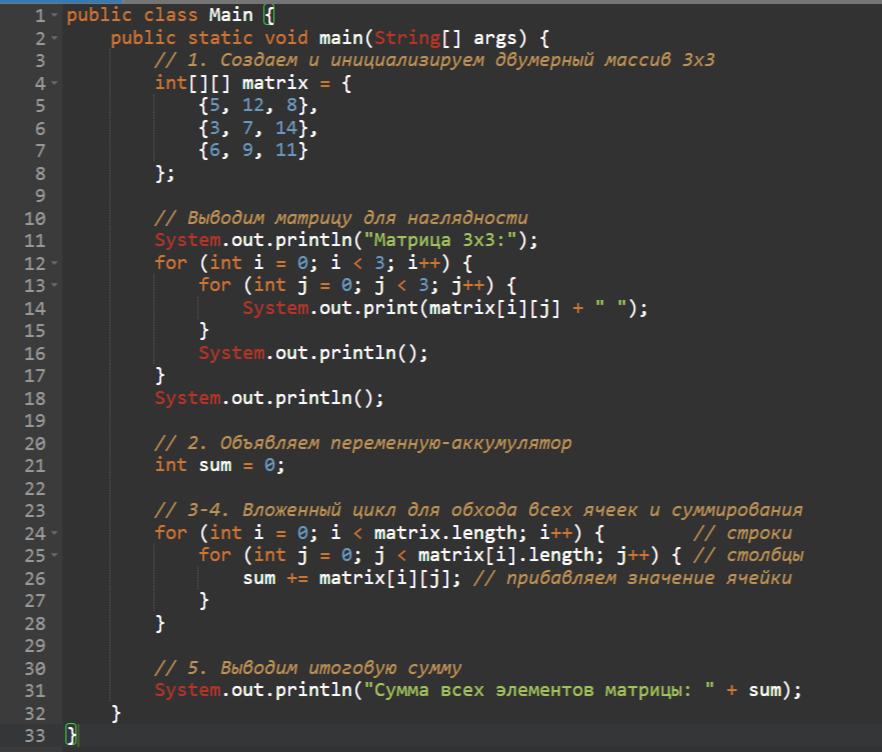 1 public class Main {
2     public static void main(String[] args) {
3         // 1. Создаем и инициализируем двумерный массив 3x3
4         int[][] matrix = {
5             {5, 12, 8},
6             {3, 7, 14},
7             {6, 9, 11}
8         };
9
10         // Выводим матрицу для наглядности
11         System.out.println("Матрица 3x3:");
12         for (int i = 0; i < 3; i++) {
13             for (int j = 0; j < 3; j++) {
14                 System.out.print(matrix[i][j] + " ");
15             }
16             System.out.println();
17         }
18         System.out.println();
19
20         // 2. Объявляем переменную-аккумулятор
21         int sum = 0;
22
23         // 3-4. Вложенный цикл для обхода всех ячеек и суммирования
24         for (int i = 0; i < matrix.length; i++) {        // строки
25             for (int j = 0; j < matrix[i].length; j++) { // столбцы
26                 sum += matrix[i][j]; // прибавляем значение ячейки
27             }
28         }
29
30         // 5. Выводим итоговую сумму
31         System.out.println("Сумма всех элементов матрицы: " + sum);
32     }
33 }